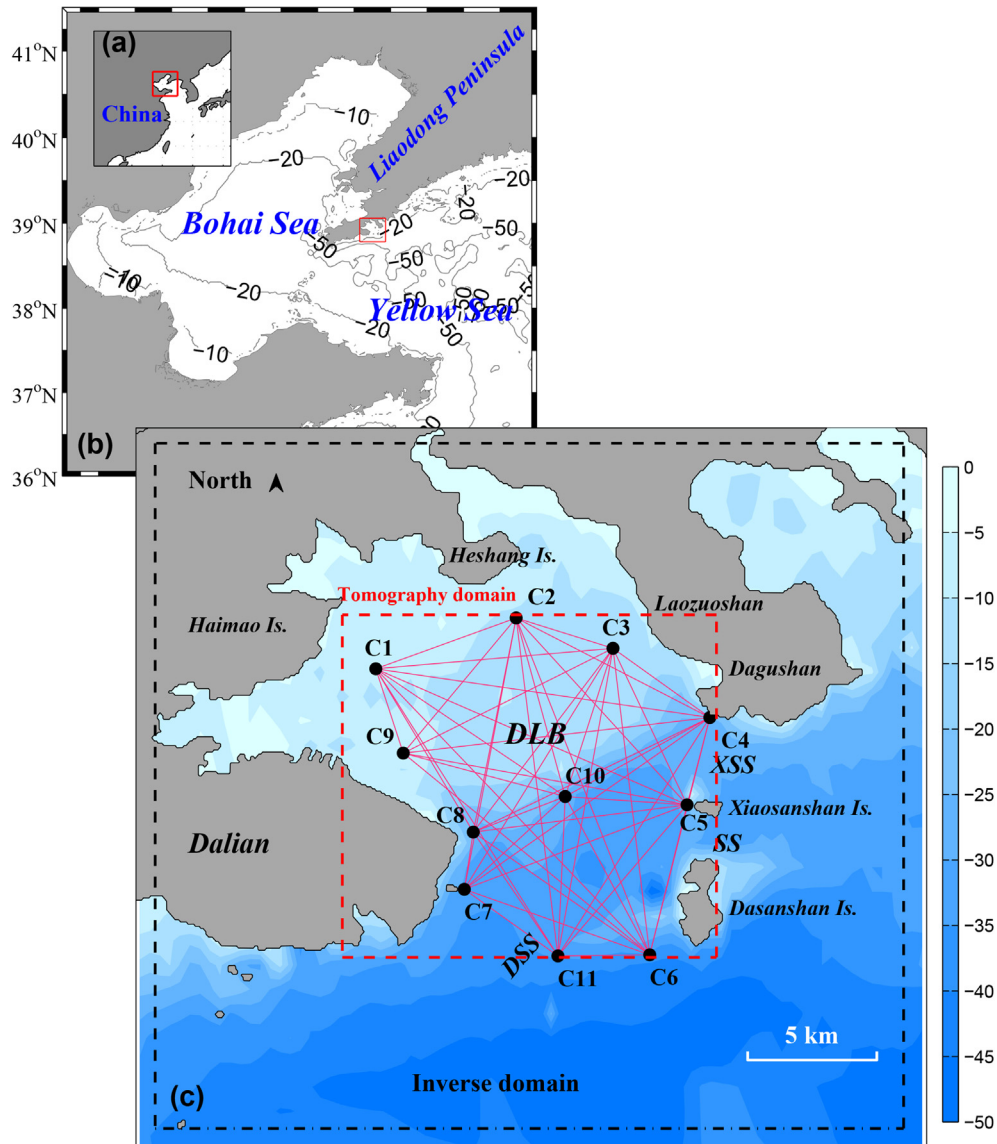 41°N
(a)
China
Liaodong Peninsula
−10
40°N
−20
−20
−20
Bohai Sea
39°N
−20
−50
−50
−50
−10
−20
−50
−50
38°N
Yellow Sea
−20
−50
−10
37°N
(b)
36°N
North
Heshang Is.
Tomography domain
C2
Laozuoshan
Haimao Is.
C3
C1
Dagushan
C9
DLB
C4
XSS
C10
C5
Xiaosanshan Is.
C8
SS
Dalian
C7
Dasanshan Is.
DSS
C11
C6
5 km
Inverse domain
(c)
0
−5
−10
−15
−20
−25
−30
−35
−40
−45
−50